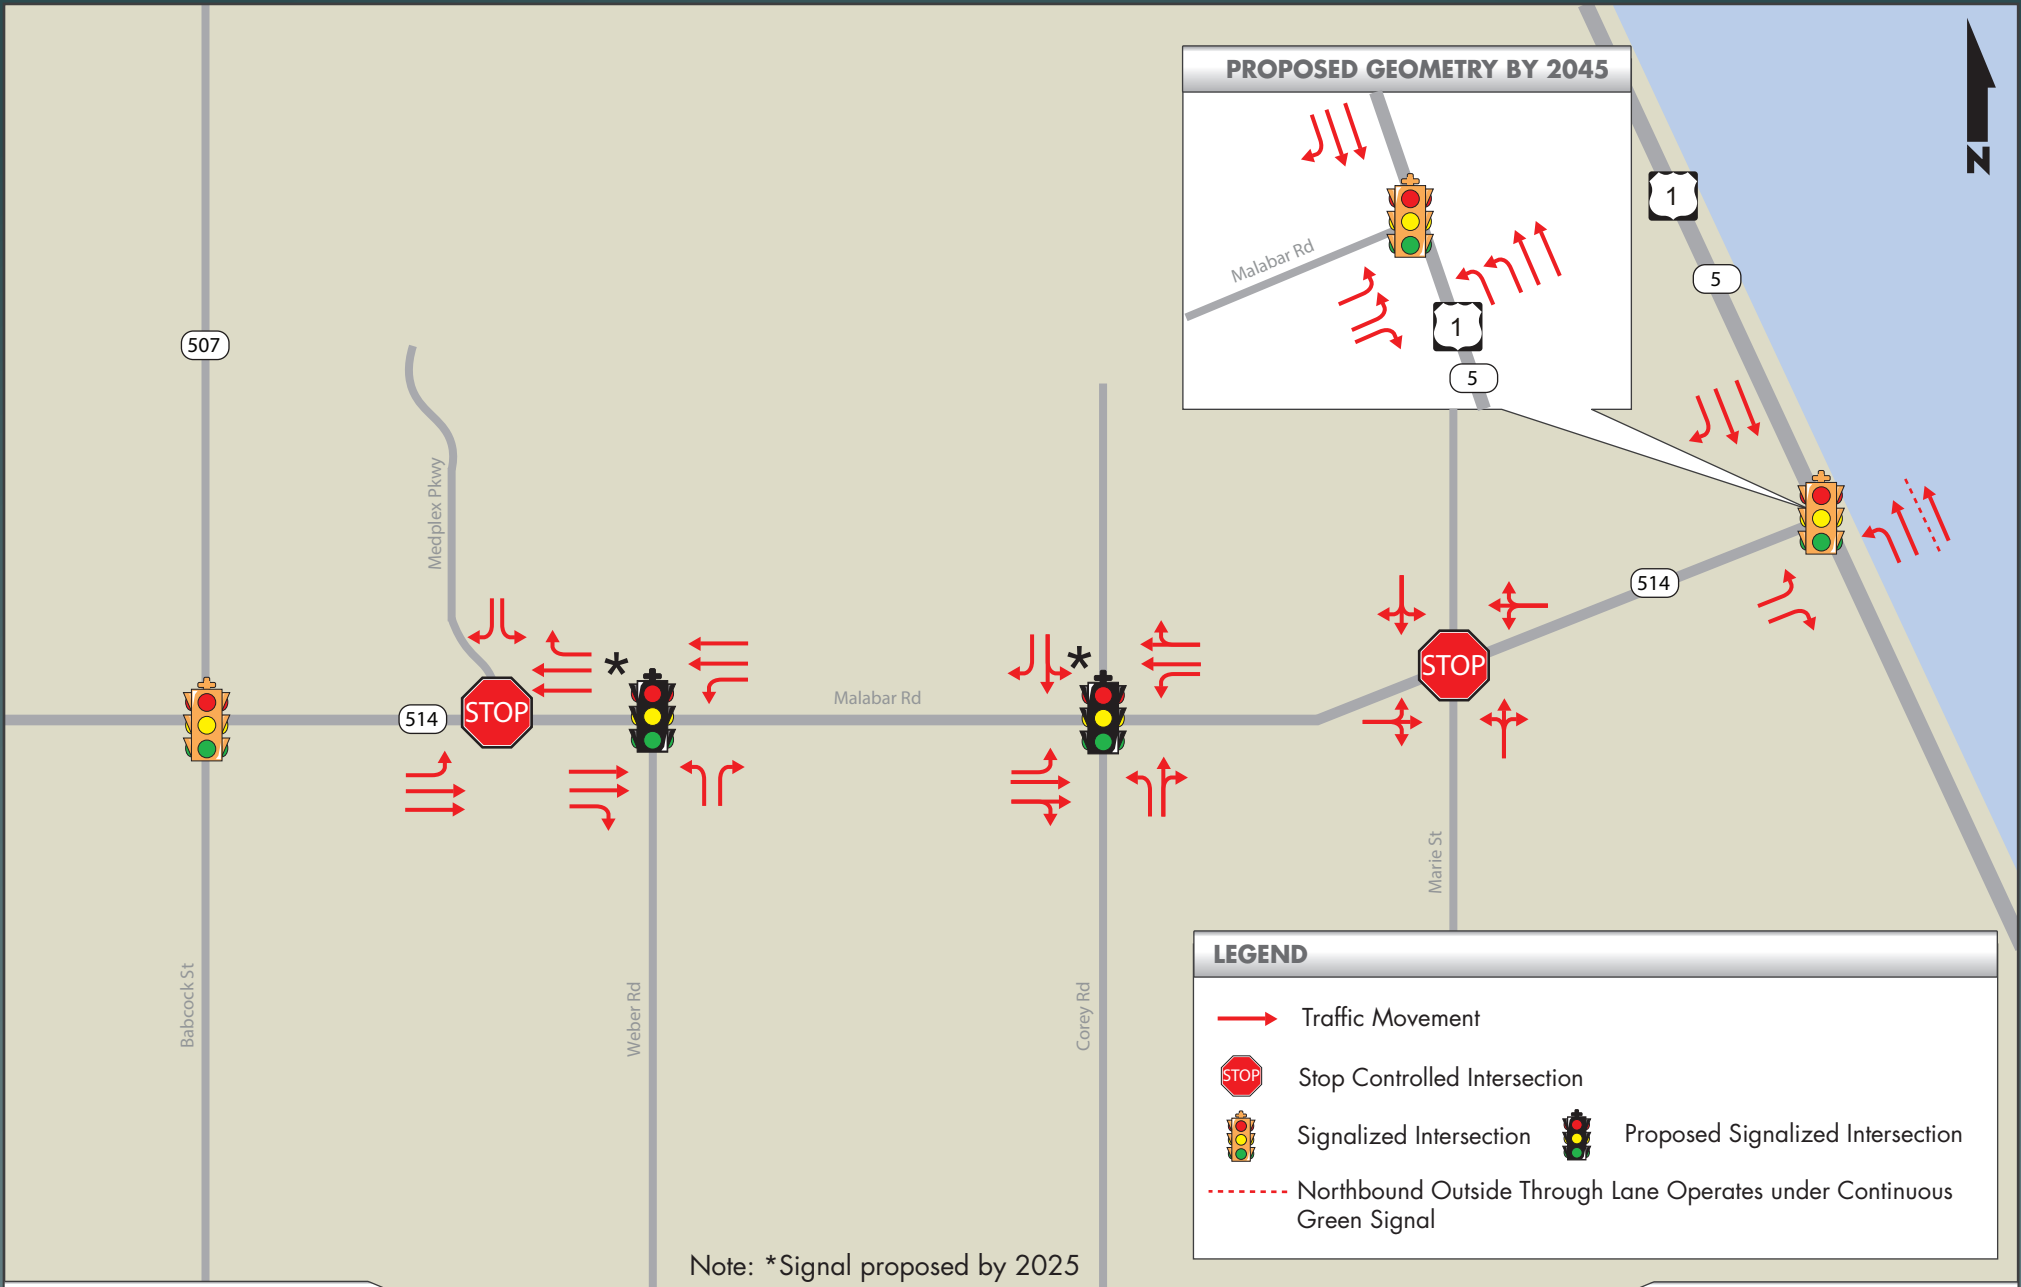 PROPOSED GEOMETRY BY 2045
N
1
Malabar Rd
5
1
507
5
Medplex Pkwy
514
STOP
514
STOP
Malabar Rd
*
*
Marie St
Babcock St
Weber Rd
Corey Rd
LEGEND
Traffic Movement
STOP
Stop Controlled Intersection
Signalized Intersection
Proposed Signalized Intersection
Northbound Outside Through Lane Operates under Continuous
Green Signal
Note: *Signal proposed by 2025